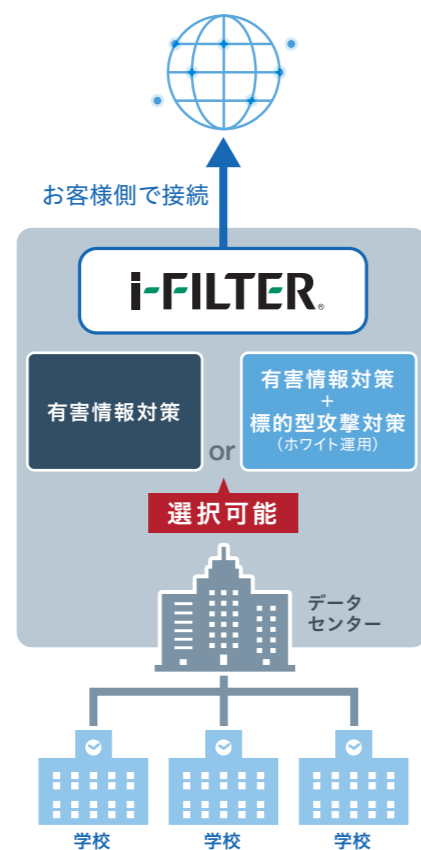 お客様側で接続
i-FILTER®
有害情報対策
or
有害情報対策
+
標的型攻撃対策
(ホワイト運用)
選択可能
データ
センター
学校
学校
学校